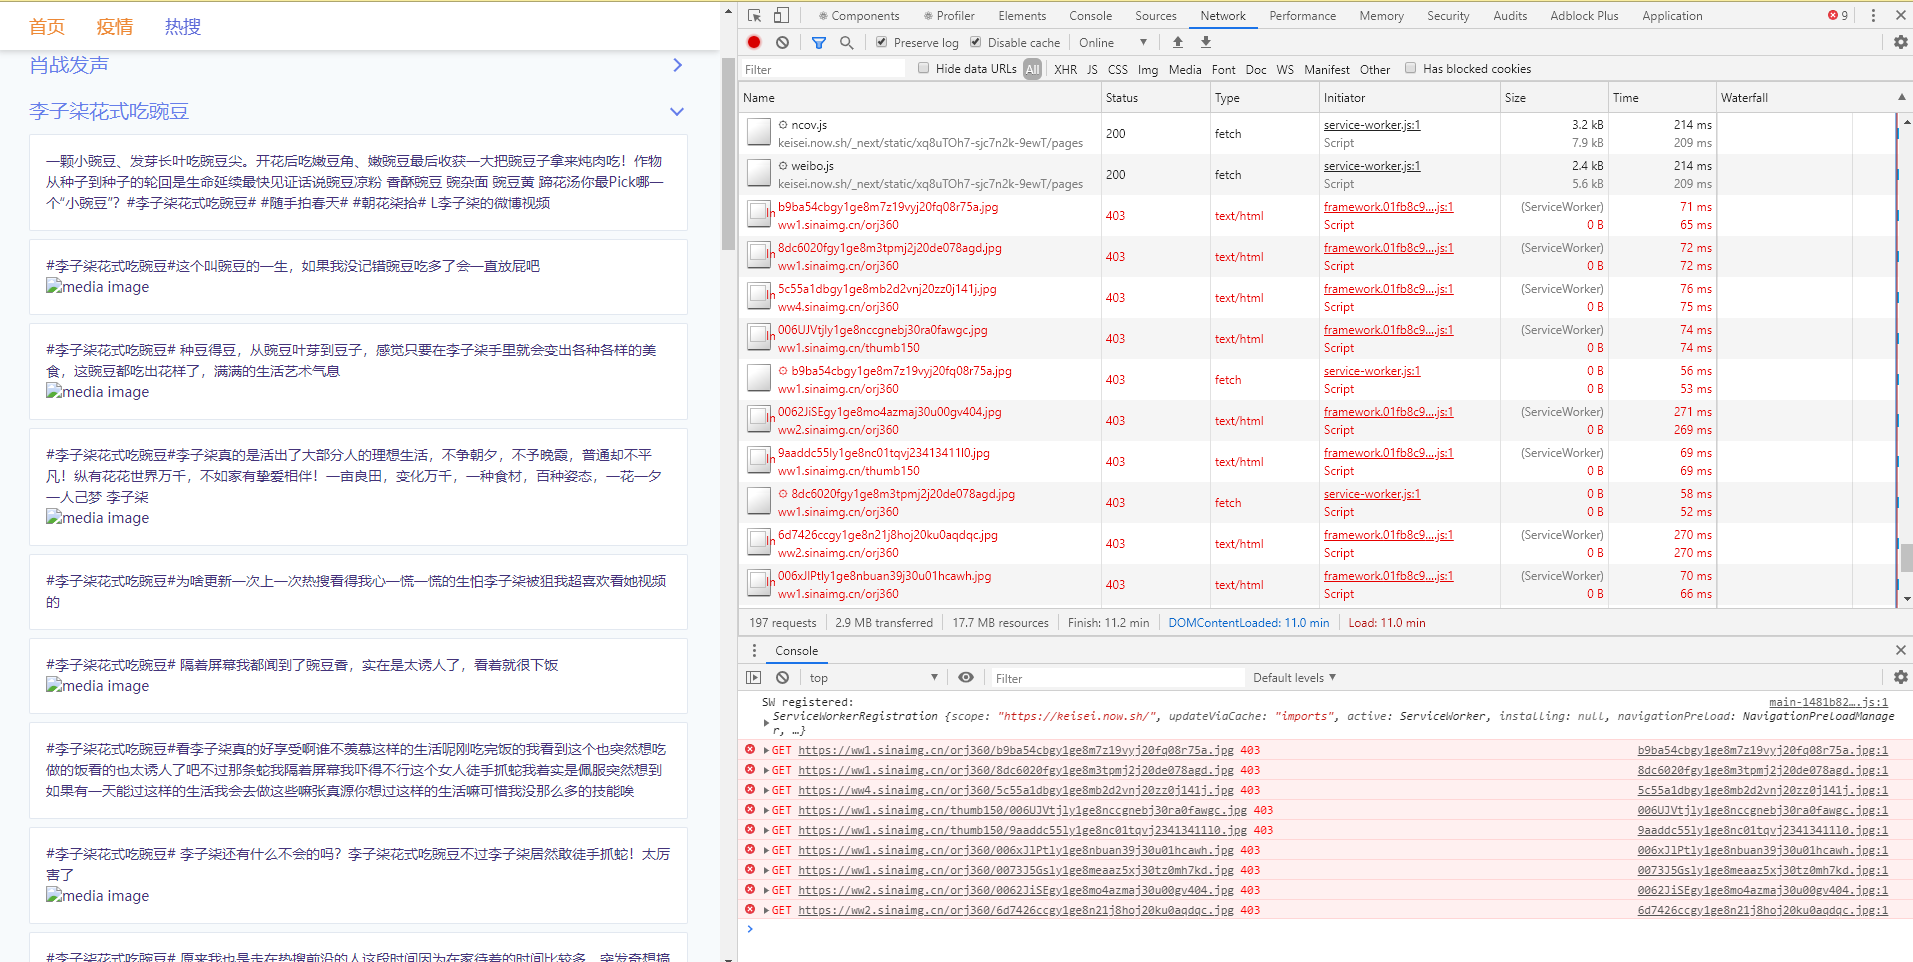 首页 疫情 热搜
肖战发声
李子柒花式吃豌豆
一颗小豌豆、发芽长叶吃豌豆尖。开花后吃嫩豆角、嫩豌豆最后收获一大把豌豆子拿来炖肉吃！作物
从种子到种子的轮回是生命延续最快见证话说豌豆凉粉 香酥豌豆 豌杂面 豌豆黄 蹄花汤你最Pick哪一
个“小豌豆”？#李子柒花式吃豌豆# #随手拍春天# #朝花柒拾# L李子柒的微博视频
#李子柒花式吃豌豆#这个叫豌豆的一生，如果我没记错豌豆吃多了会一直放屁吧
media image
#李子柒花式吃豌豆# 种豆得豆，从豌豆叶芽到豆子，感觉只要在李子柒手里就会变出各种各样的美
食，这豌豆都吃出花样了，满满的生活艺术气息
media image
#李子柒花式吃豌豆#李子柒真的是活出了大部分人的理想生活，不争朝夕，不予晚霞，普通却不平
凡！纵有花花世界万千，不如家有挚爱相伴！一亩良田，变化万千，一种食材，百种姿态，一花一夕
一人己梦 李子柒
media image
#李子柒花式吃豌豆#为啥更新一次上一次热搜看得我心一慌一慌的生怕李子柒被狙我超喜欢看她视频
的
#李子柒花式吃豌豆# 隔着屏幕我都闻到了豌豆香，实在是太诱人了，看着就很下饭
media image
#李子柒花式吃豌豆#看李子柒真的好享受啊谁不羡慕这样的生活呢刚吃完饭的我看到这个也突然想吃
做的饭看的也太诱人了吧不过那条蛇我隔着屏幕我吓得不行这个女人徒手抓蛇我着实是佩服突然想到
如果有一天能过这样的生活我会去做这些嘛张真源你想过这样的生活嘛可惜我没那么多的技能唉
#李子柒花式吃豌豆# 李子柒还有什么不会的吗？李子柒花式吃豌豆不过李子柒居然敢徒手抓蛇！太厉
害了
media image
#李子柒花式吃豌豆# 原来我也是走在热搜前沿的人这段时间因为在家待着的时间比较多，突发奇想搞
Components Profiler Elements Console Sources Network Performance Memory Security Audits Adblock Plus Application 9
Preserve log Disable cache Online
Filter Hide data URLs All XHR JS CSS Img Media Font Doc WS Manifest Other Has blocked cookies
Name Status Type Initiator Size Time Waterfall
ncov.js 200 fetch service-worker.js:1 3.2 kB 214 ms
keisei.now.sh/_next/static/xq8uTOh7-sjc7n2k-9ewT/pages Script 7.9 kB 209 ms
weibo.js 200 fetch service-worker.js:1 2.4 kB 214 ms
keisei.now.sh/_next/static/xq8uTOh7-sjc7n2k-9ewT/pages Script 5.6 kB 209 ms
b9ba54cbgy1ge8m7z19vyj20fq08r75a.jpg 403 text/html framework.01fb8c9....js:1 (ServiceWorker) 71 ms
ww1.sinaimg.cn/orj360 Script 0 B 65 ms
8dc6020fgy1ge8m3tpmj2j20de078agd.jpg 403 text/html framework.01fb8c9....js:1 (ServiceWorker) 72 ms
ww1.sinaimg.cn/orj360 Script 0 B 72 ms
5c55a1dbgy1ge8mb2d2vnj20zz0j141j.jpg 403 text/html framework.01fb8c9....js:1 (ServiceWorker) 76 ms
ww4.sinaimg.cn/orj360 Script 0 B 75 ms
006UJVtjly1ge8nccgnebj30ra0fawgc.jpg 403 text/html framework.01fb8c9....js:1 (ServiceWorker) 74 ms
ww1.sinaimg.cn/thumb150 Script 0 B 74 ms
b9ba54cbgy1ge8m7z19vyj20fq08r75a.jpg 403 fetch service-worker.js:1 0 B 56 ms
ww1.sinaimg.cn/orj360 Script 0 B 53 ms
0062JiSEgy1ge8mo4azmaj30u00gv404.jpg 403 text/html framework.01fb8c9....js:1 (ServiceWorker) 271 ms
ww2.sinaimg.cn/orj360 Script 0 B 269 ms
9aaddc55ly1ge8nc01tqvj23413411l0.jpg 403 text/html framework.01fb8c9....js:1 (ServiceWorker) 69 ms
ww1.sinaimg.cn/thumb150 Script 0 B 69 ms
8dc6020fgy1ge8m3tpmj2j20de078agd.jpg 403 fetch service-worker.js:1 0 B 58 ms
ww1.sinaimg.cn/orj360 Script 0 B 52 ms
6d7426ccgy1ge8n21j8hoj20ku0aqdqc.jpg 403 text/html framework.01fb8c9....js:1 (ServiceWorker) 270 ms
ww2.sinaimg.cn/orj360 Script 0 B 270 ms
006xJlPtly1ge8nbuan39j30u01hcawh.jpg 403 text/html framework.01fb8c9....js:1 (ServiceWorker) 70 ms
ww1.sinaimg.cn/orj360 Script 0 B 66 ms
197 requests 2.9 MB transferred 17.7 MB resources Finish: 11.2 min DOMContentLoaded: 11.0 min Load: 11.0 min
Console
top Filter Default levels
SW registered: main-1481b82….js:1
ServiceWorkerRegistration {scope: "https://keisei.now.sh/", updateViaCache: "imports", active: ServiceWorker, installing: null, navigationPreload: NavigationPreloadManage
r, …}
GET https://ww1.sinaimg.cn/orj360/b9ba54cbgy1ge8m7z19vyj20fq08r75a.jpg 403 b9ba54cbgy1ge8m7z19vyj20fq08r75a.jpg:1
GET https://ww1.sinaimg.cn/orj360/8dc6020fgy1ge8m3tpmj2j20de078agd.jpg 403 8dc6020fgy1ge8m3tpmj2j20de078agd.jpg:1
GET https://ww4.sinaimg.cn/orj360/5c55a1dbgy1ge8mb2d2vnj20zz0j141j.jpg 403 5c55a1dbgy1ge8mb2d2vnj20zz0j141j.jpg:1
GET https://ww1.sinaimg.cn/thumb150/006UJVtjly1ge8nccgnebj30ra0fawgc.jpg 403 006UJVtjly1ge8nccgnebj30ra0fawgc.jpg:1
GET https://ww1.sinaimg.cn/thumb150/9aaddc55ly1ge8nc01tqvj23413411l0.jpg 403 9aaddc55ly1ge8nc01tqvj23413411l0.jpg:1
GET https://ww1.sinaimg.cn/orj360/006xJlPtly1ge8nbuan39j30u01hcawh.jpg 403 006xJlPtly1ge8nbuan39j30u01hcawh.jpg:1
GET https://ww1.sinaimg.cn/orj360/0073J5Gsly1ge8meaaz5xj30tz0mh7kd.jpg 403 0073J5Gsly1ge8meaaz5xj30tz0mh7kd.jpg:1
GET https://ww2.sinaimg.cn/orj360/0062JiSEgy1ge8mo4azmaj30u00gv404.jpg 403 0062JiSEgy1ge8mo4azmaj30u00gv404.jpg:1
GET https://ww2.sinaimg.cn/orj360/6d7426ccgy1ge8n21j8hoj20ku0aqdqc.jpg 403 6d7426ccgy1ge8n21j8hoj20ku0aqdqc.jpg:1